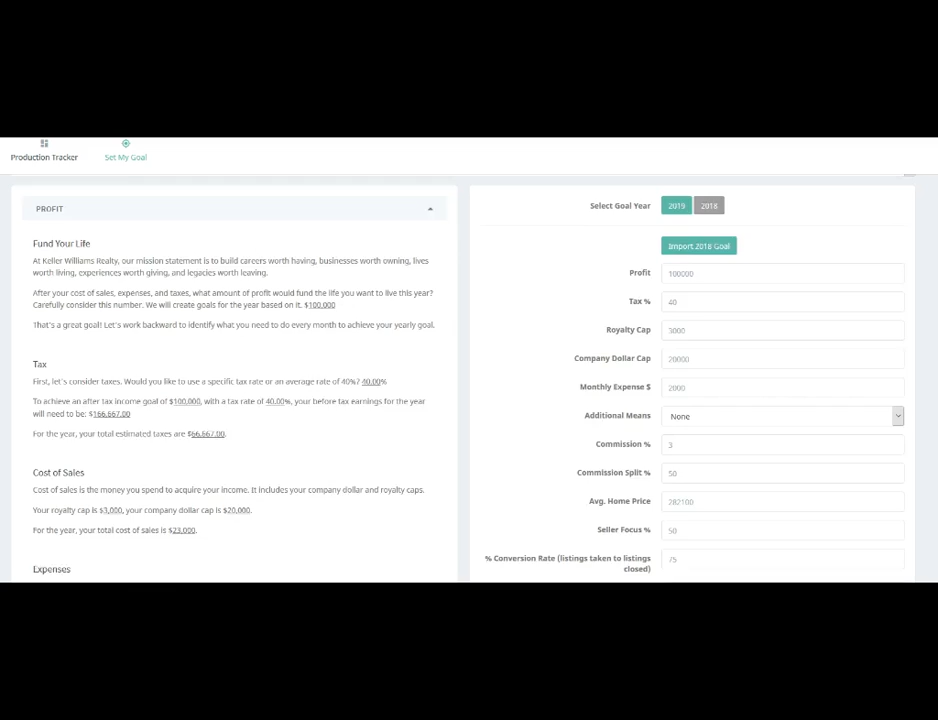 Production Tracker
Set My Goal
PROFIT
Fund Your Life
At Keller Williams Realty, our mission statement is to build careers worth having, businesses worth owning, lives
worth living, experiences worth giving, and legacies worth leaving.
After your cost of sales, expenses, and taxes, what amount of profit would fund the life you want to live this year?
Carefully consider this number. We will create goals for the year based on it. $100,000
That's a great goal! Let's work backward to identify what you need to do every month to achieve your yearly goal.
Tax
First, let's consider taxes. Would you like to use a specific tax rate or an average rate of 40%? 40.00%
To achieve an after tax income goal of $100,000, with a tax rate of 40.00%, your before tax earnings for the year
will need to be: $166,667.00
For the year, your total estimated taxes are $66,667.00.
Cost of Sales
Cost of sales is the money you spend to acquire your income. It includes your company dollar and royalty caps.
Your royalty cap is $3,000, your company dollar cap is $20,000.
For the year, your total cost of sales is $23,000.
Expenses
Select Goal Year 2019 2018
Import 2018 Goal
Profit 100000
Tax % 40
Royalty Cap 3000
Company Dollar Cap 20000
Monthly Expense $ 2000
Additional Means None
Commission % 3
Commission Split % 50
Avg. Home Price 282100
Seller Focus % 50
% Conversion Rate (listings taken to listings 75
closed)